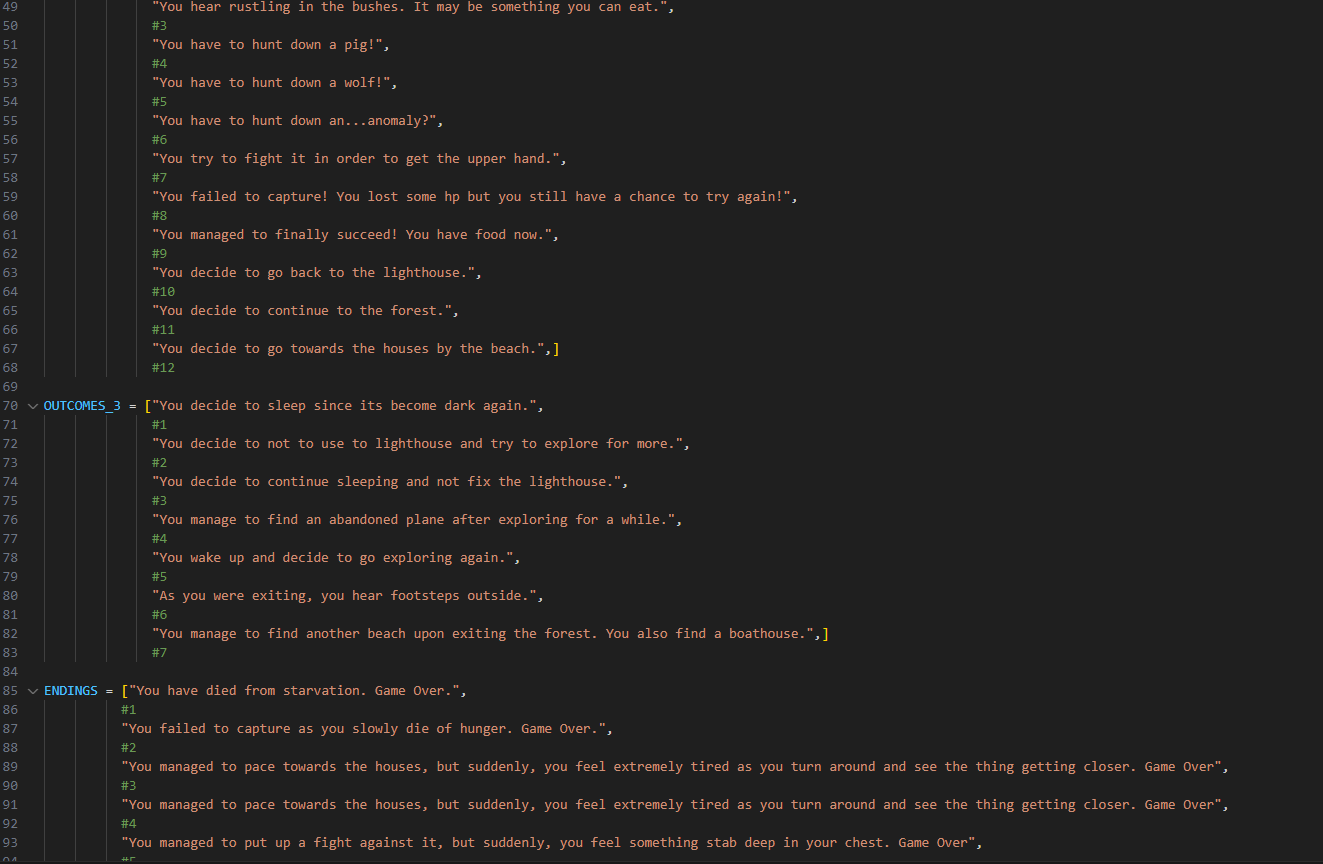 49 "You hear rustling in the bushes. It may be something you can eat.",
50 #3
51 "You have to hunt down a pig!",
52 #4
53 "You have to hunt down a wolf!",
54 #5
55 "You have to hunt down an...anomaly?",
56 #6
57 "You try to fight it in order to get the upper hand.",
58 #7
59 "You failed to capture! You lost some hp but you still have a chance to try again!",
60 #8
61 "You managed to finally succeed! You have food now.",
62 #9
63 "You decide to go back to the lighthouse.",
64 #10
65 "You decide to continue to the forest.",
66 #11
67 "You decide to go towards the houses by the beach.",]
68 #12
69
70 OUTCOMES_3 = ["You decide to sleep since its become dark again.",
71 #1
72 "You decide to not to use to lighthouse and try to explore for more.",
73 #2
74 "You decide to continue sleeping and not fix the lighthouse.",
75 #3
76 "You manage to find an abandoned plane after exploring for a while.",
77 #4
78 "You wake up and decide to go exploring again.",
79 #5
80 "As you were exiting, you hear footsteps outside.",
81 #6
82 "You manage to find another beach upon exiting the forest. You also find a boathouse.",]
83 #7
84
85 ENDINGS = ["You have died from starvation. Game Over.",
86 #1
87 "You failed to capture as you slowly die of hunger. Game Over.",
88 #2
89 "You managed to pace towards the houses, but suddenly, you feel extremely tired as you turn around and see the thing getting closer. Game Over",
90 #3
91 "You managed to pace towards the houses, but suddenly, you feel extremely tired as you turn around and see the thing getting closer. Game Over",
92 #4
93 "You managed to put up a fight against it, but suddenly, you feel something stab deep in your chest. Game Over",
94 #5